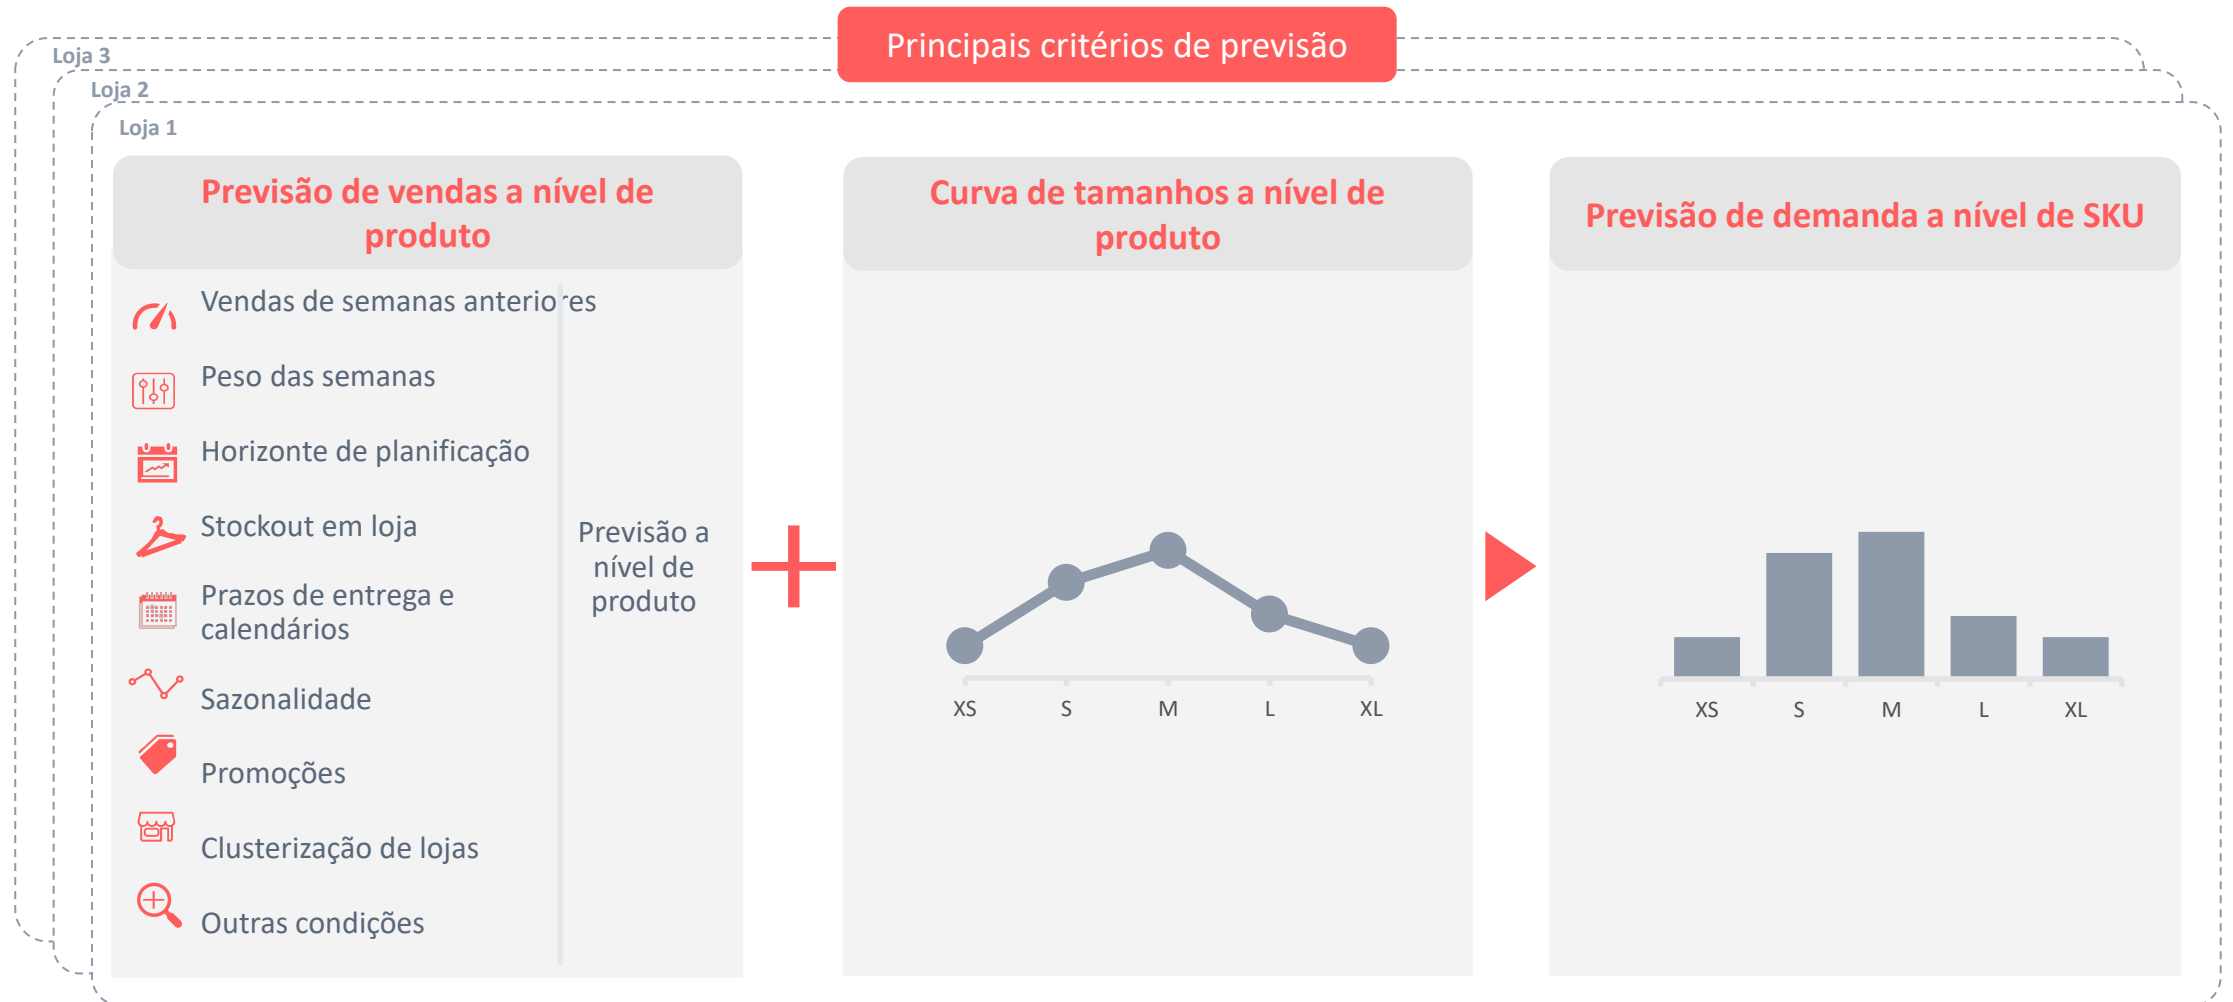 Principais critérios de previsão
Loja 3
Loja 2
Loja 1
Previsão de vendas a nível de
produto
Vendas de semanas anteriores
Peso das semanas
Horizonte de planificação
Stockout em loja
Prazos de entrega e
calendários
Sazonalidade
Promoções
Clusterização de lojas
Outras condições
Previsão a
nível de
produto
Curva de tamanhos a nível de
produto
XS S M L XL
Previsão de demanda a nível de SKU
XS S M L XL